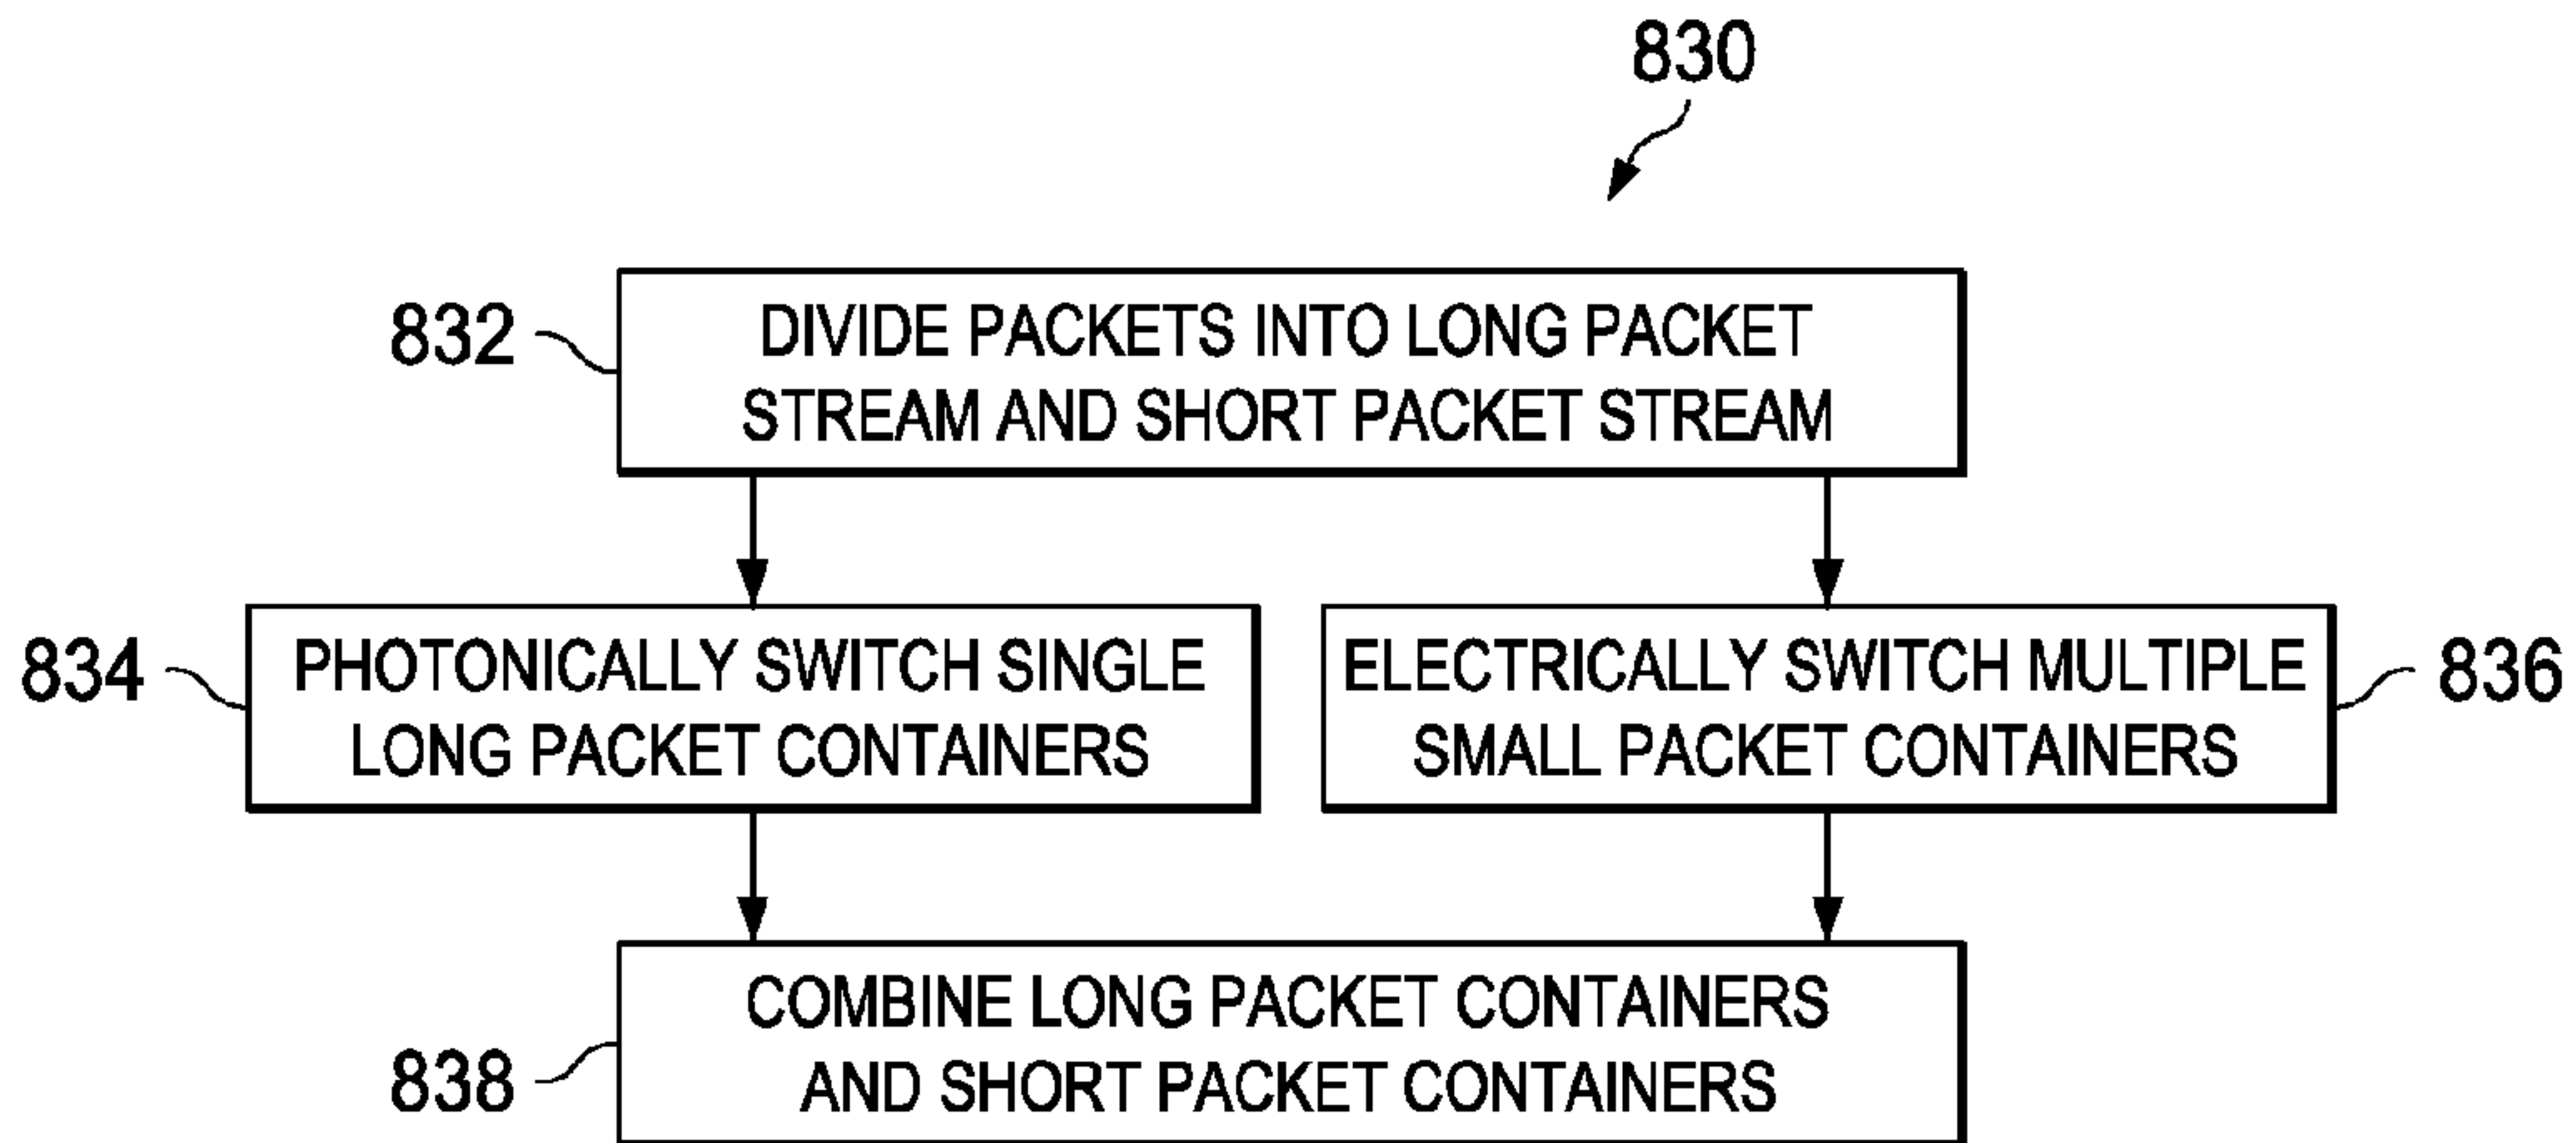 830
832
DIVIDE PACKETS INTO LONG PACKET
STREAM AND SHORT PACKET STREAM
834
PHOTONICALLY SWITCH SINGLE
LONG PACKET CONTAINERS
ELECTRICALLY SWITCH MULTIPLE
SMALL PACKET CONTAINERS
836
838
COMBINE LONG PACKET CONTAINERS
AND SHORT PACKET CONTAINERS